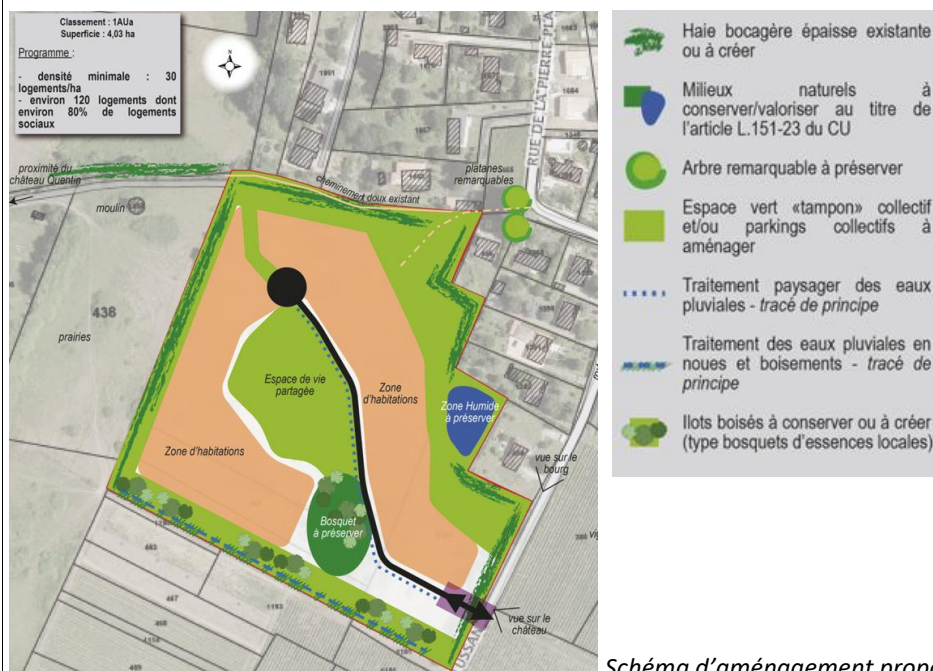 Classement : 1AUa
Superficie : 4,03 ha
Programme :
- densité minimale : 30
logements/ha
- environ 120 logements dont
environ 80% de logements
sociaux
N
RUE DE LA PIERRE PLA
proximité du
château Quentin
moulin
cheminement doux existant
platanes
remarquables
438
prairies
Espace de vie
partagée
Zone
d'habitations
Zone Humide
à préserver
Zone d'habitations
vue sur le
bourg
Bosquet
à préserver
vue sur le
château
USSAN
467
1193
469
Haie bocagère épaisse existante
ou à créer
Milieux naturels à
conserver/valoriser au titre de
l'article L.151-23 du CU
Arbre remarquable à préserver
Espace vert «tampon» collectif
et/ou parkings collectifs à
aménager
Traitement paysager des eaux
pluviales - tracé de principe
Traitement des eaux pluviales en
noues et boisements - tracé de
principe
Ilots boisés à conserver ou à créer
(type bosquets d'essences locales)
Schéma d'aménagement propo